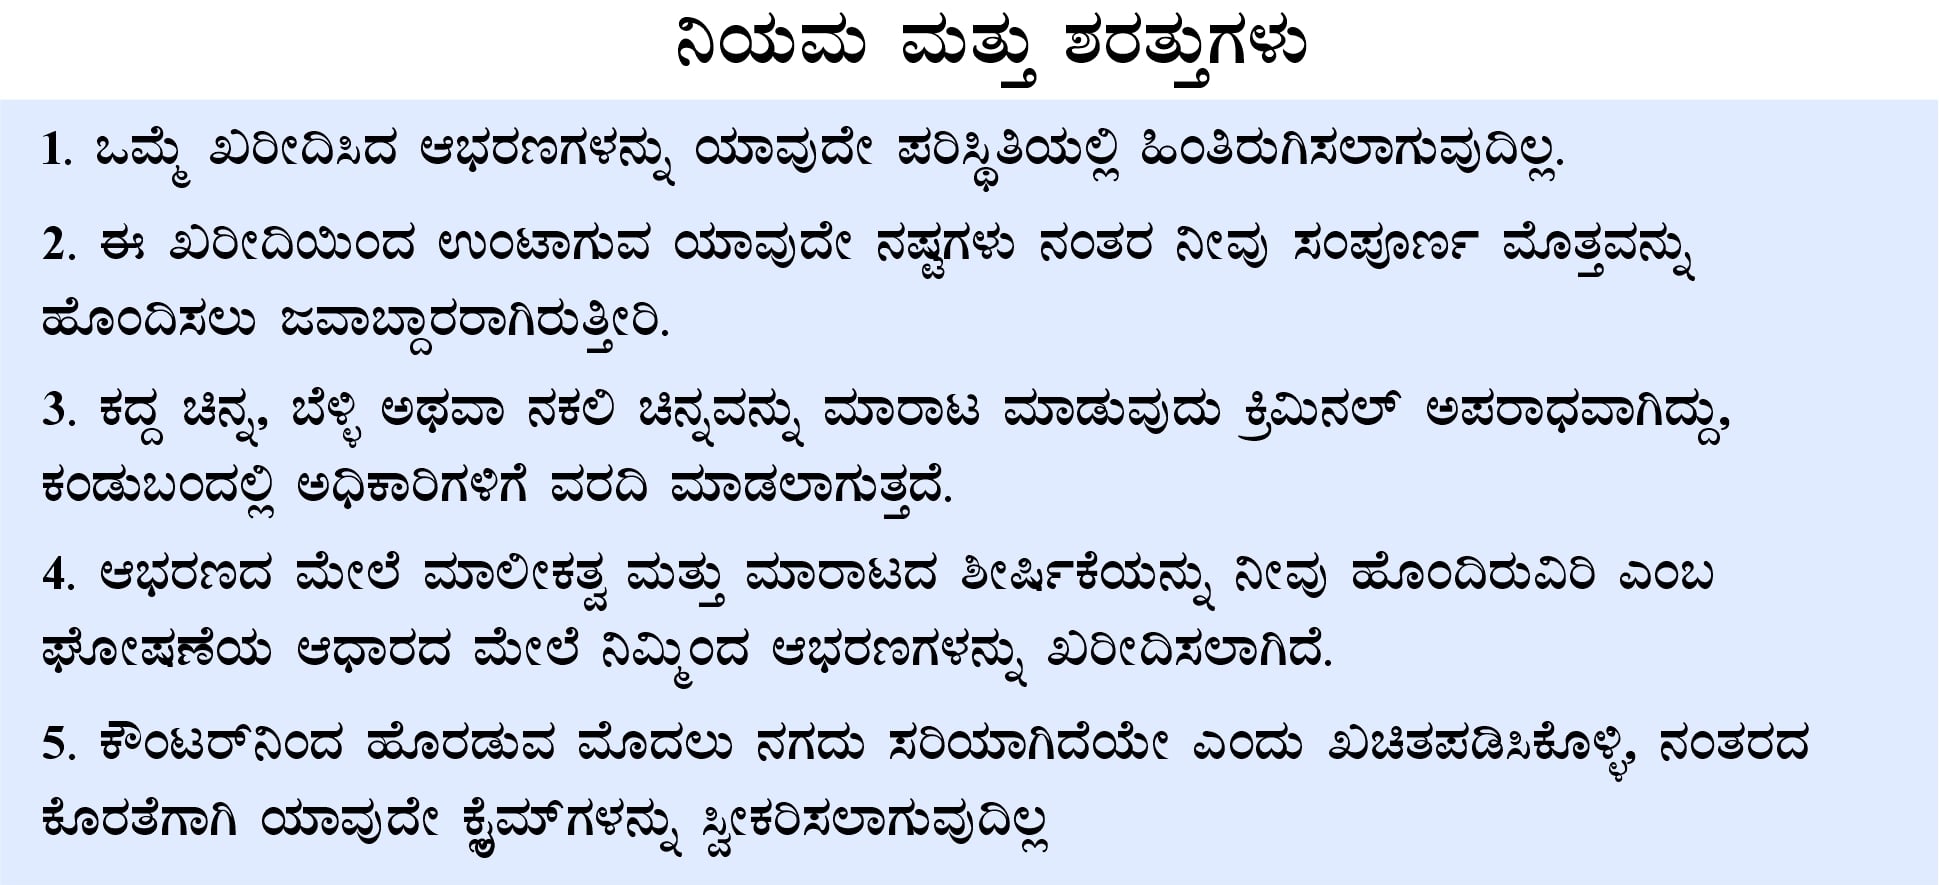 ನಿಯಮ ಮತ್ತು ಶರತ್ತುಗಳು
1. ಒಮ್ಮೆ ಖರೀದಿಸಿದ ಆಭರಣಗಳನ್ನು ಯಾವುದೇ ಪರಿಸ್ಥಿತಿಯಲ್ಲಿ ಹಿಂತಿರುಗಿಸಲಾಗುವುದಿಲ್ಲ.
2. ಈ ಖರೀದಿಯಿಂದ ಉಂಟಾಗುವ ಯಾವುದೇ ನಷ್ಟಗಳು ನಂತರ ನೀವು ಸಂಪೂರ್ಣ ಮೊತ್ತವನ್ನು
ಹೊಂದಿಸಲು ಜವಾಬ್ದಾರರಾಗಿರುತ್ತೀರಿ.
3. ಕದ್ದ ಚಿನ್ನ, ಬೆಳ್ಳಿ ಅಥವಾ ನಕಲಿ ಚಿನ್ನವನ್ನು ಮಾರಾಟ ಮಾಡುವುದು ಕ್ರಿಮಿನಲ್ ಅಪರಾಧವಾಗಿದ್ದು,
ಕಂಡುಬಂದಲ್ಲಿ ಅಧಿಕಾರಿಗಳಿಗೆ ವರದಿ ಮಾಡಲಾಗುತ್ತದೆ.
4. ಆಭರಣದ ಮೇಲೆ ಮಾಲೀಕತ್ವ ಮತ್ತು ಮಾರಾಟದ ಶೀರ್ಷಿಕೆಯನ್ನು ನೀವು ಹೊಂದಿರುವಿರಿ ಎಂಬ
ಘೋಷಣೆಯ ಆಧಾರದ ಮೇಲೆ ನಿಮ್ಮಿಂದ ಆಭರಣಗಳನ್ನು ಖರೀದಿಸಲಾಗಿದೆ.
5. ಕೌಂಟರ್‌ನಿಂದ ಹೊರಡುವ ಮೊದಲು ನಗದು ಸರಿಯಾಗಿದೆಯೇ ಎಂದು ಖಚಿತಪಡಿಸಿಕೊಳ್ಳಿ, ನಂತರದ
ಕೊರತೆಗಾಗಿ ಯಾವುದೇ ಕ್ಲೈಮ್‌ಗಳನ್ನು ಸ್ವೀಕರಿಸಲಾಗುವುದಿಲ್ಲ